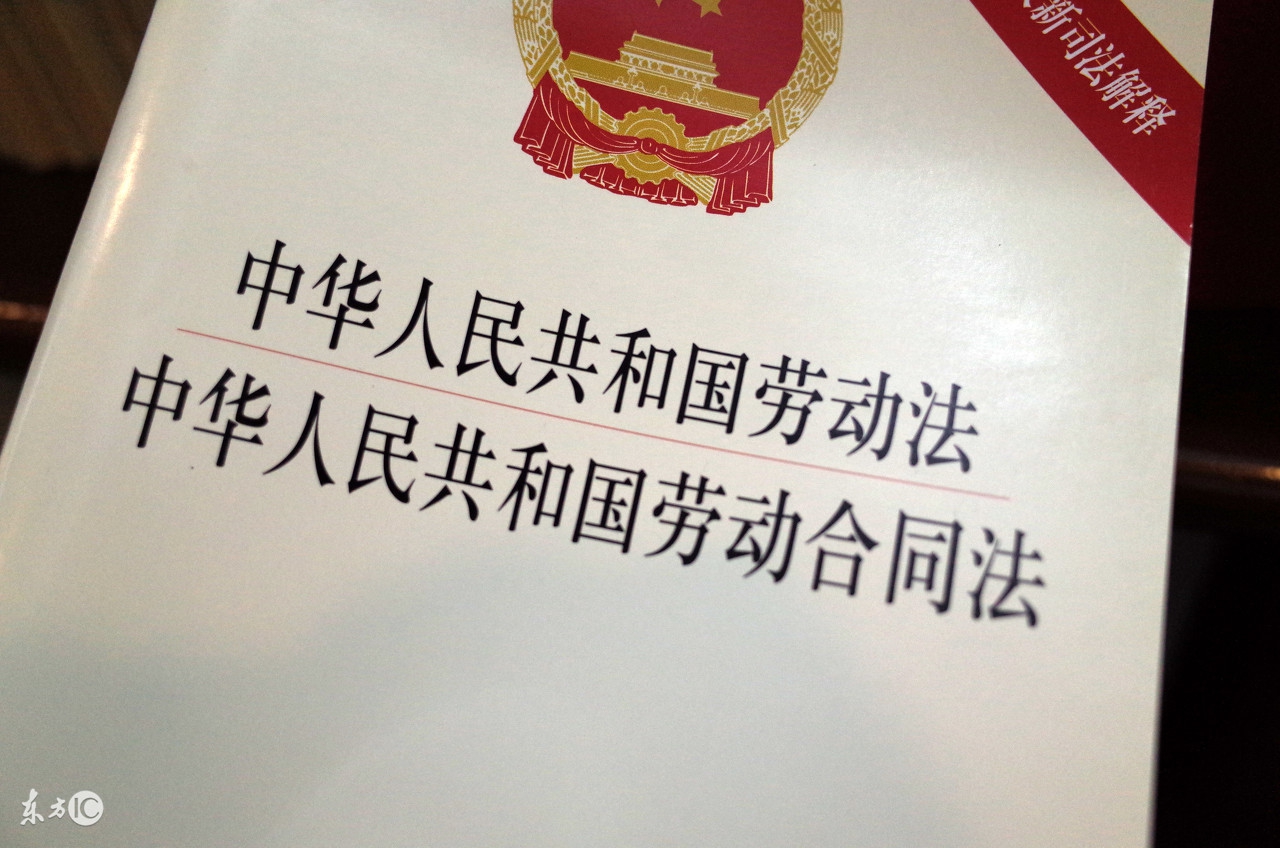 新司法解释
中华人民共和国劳动法
中华人民共和国劳动合同法
东方IC